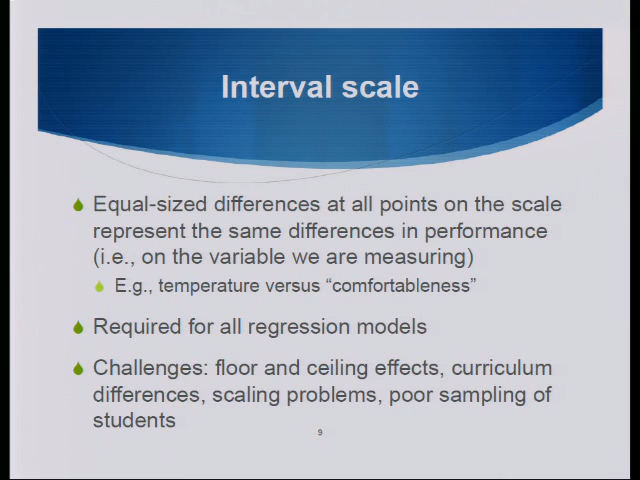 Interval scale
Equal-sized differences at all points on the scale
represent the same differences in performance
(i.e., on the variable we are measuring)
E.g., temperature versus “comfortableness”
Required for all regression models
Challenges: floor and ceiling effects, curriculum
differences, scaling problems, poor sampling of
students
9